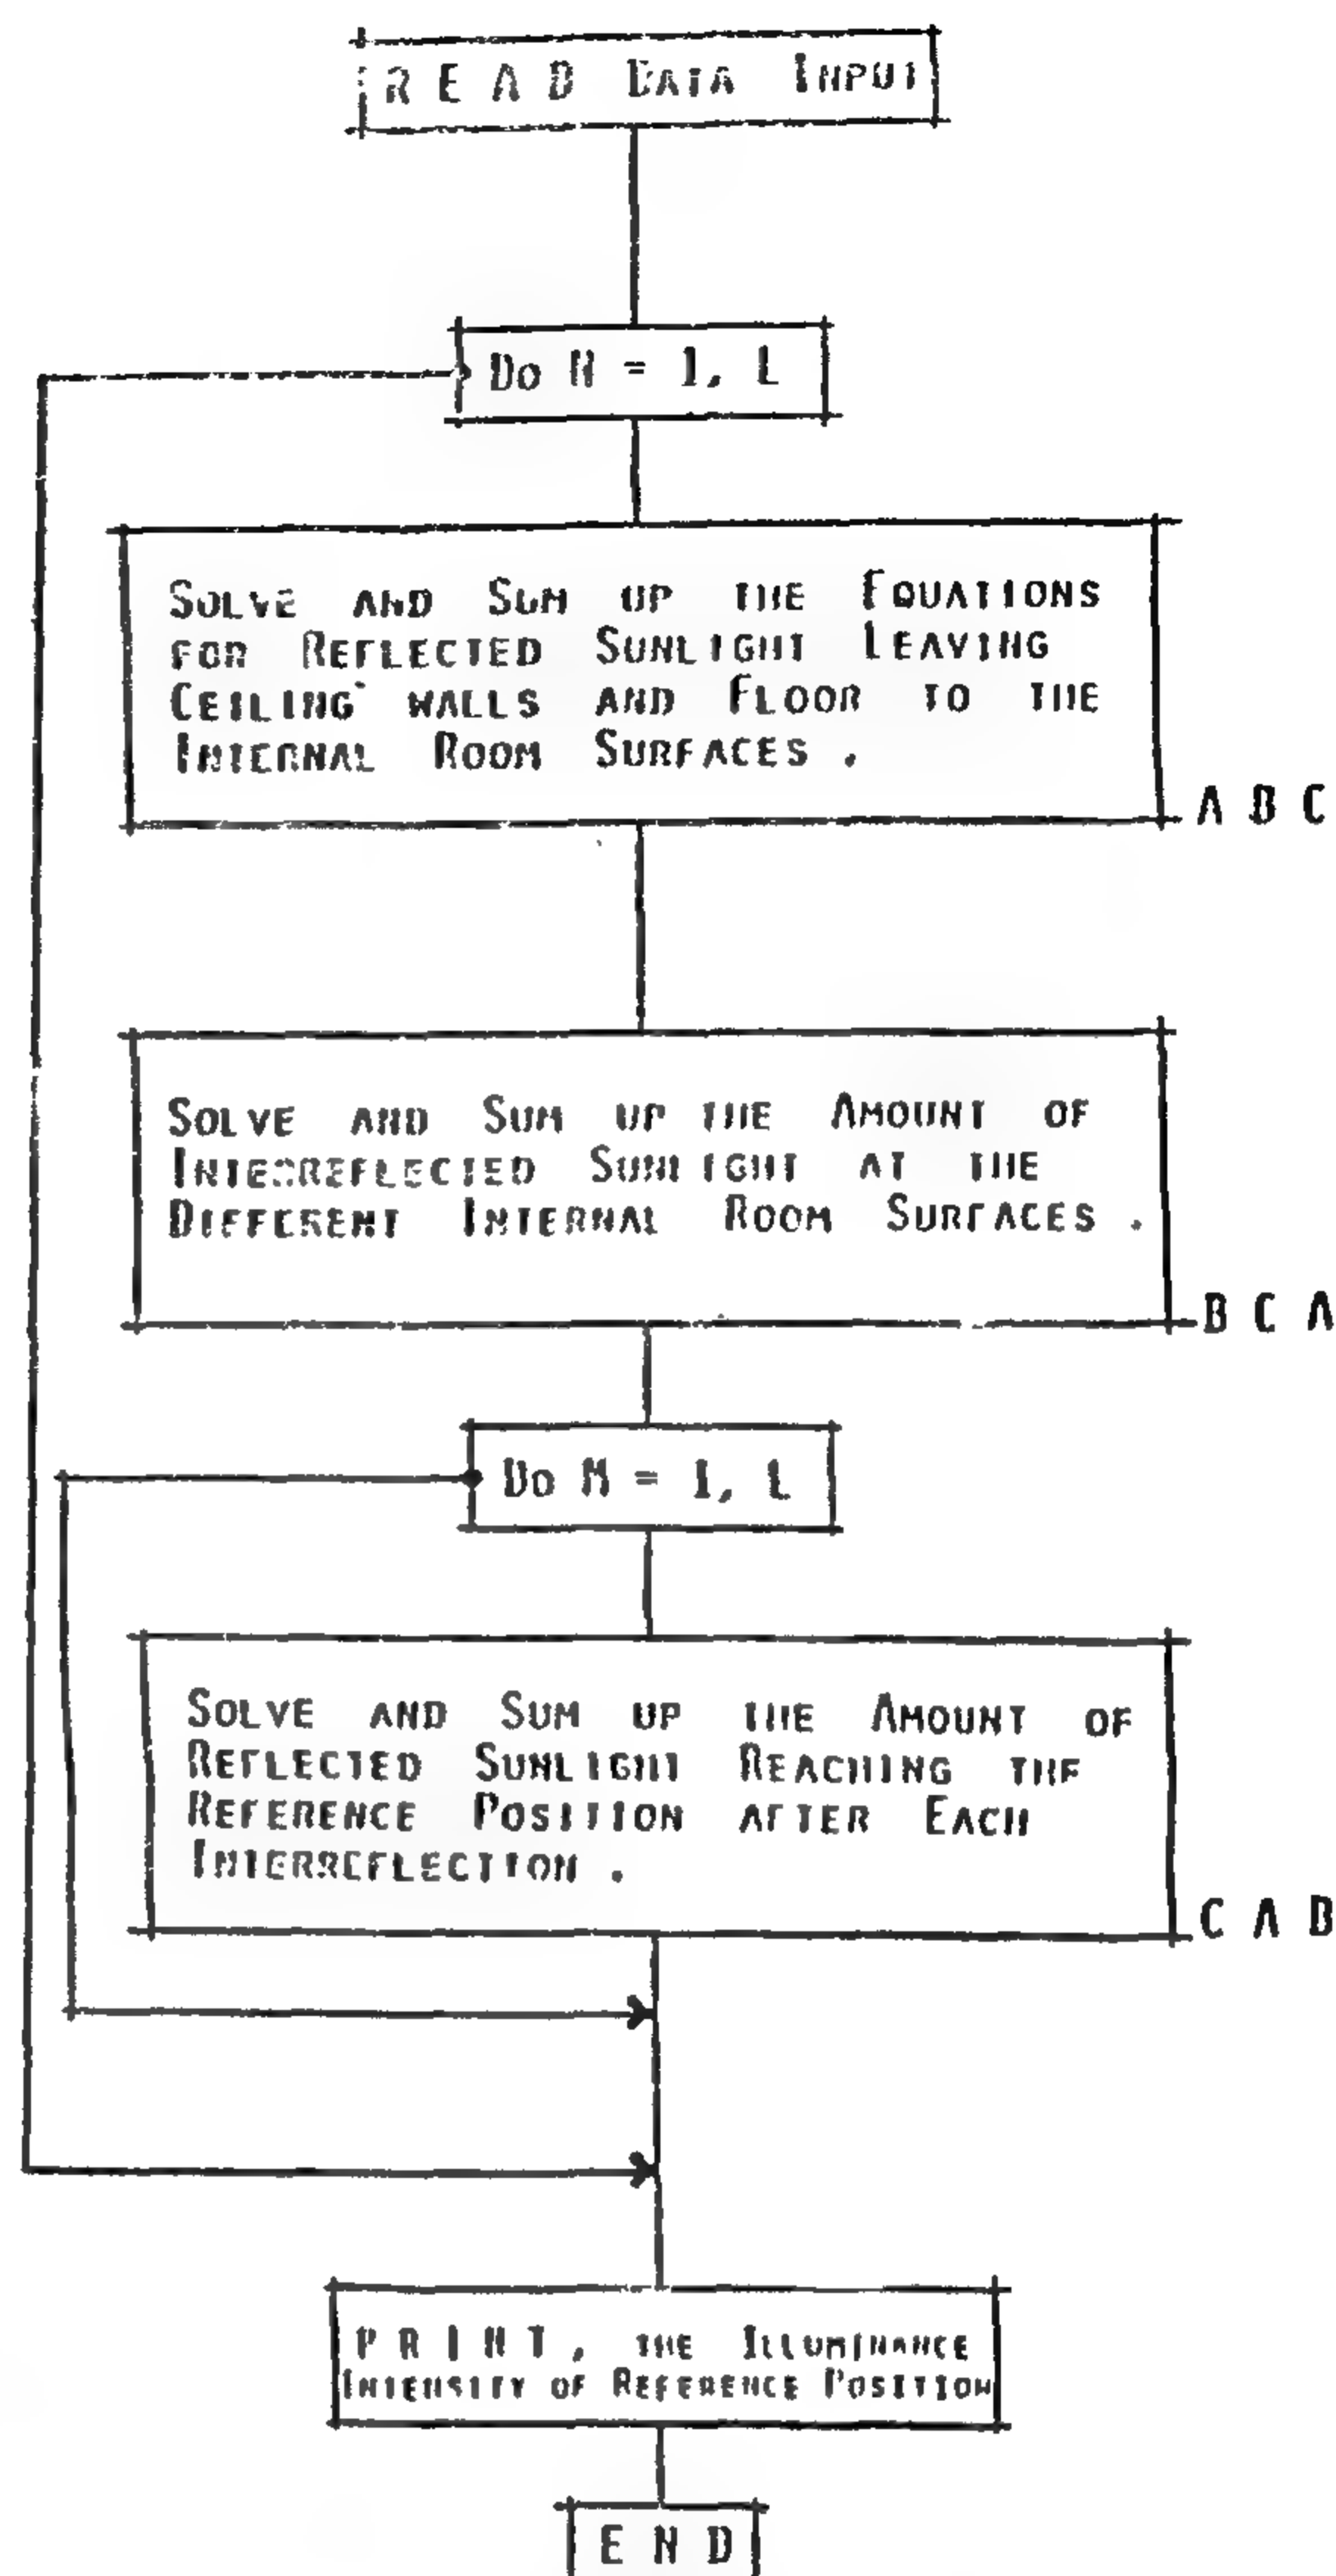 READ DATA INPUT
DO N = 1, L
SOLVE AND SUM UP THE EQUATIONS
FOR REFLECTED SUNLIGHT LEAVING
CEILING WALLS AND FLOOR TO THE
INTERNAL ROOM SURFACES .
A B C
SOLVE AND SUM UP THE AMOUNT OF
INTERREFLECTED SUNLIGHT AT THE
DIFFERENT INTERNAL ROOM SURFACES .
B C A
DO M = 1, L
SOLVE AND SUM UP THE AMOUNT OF
REFLECTED SUNLIGHT REACHING THE
REFERENCE POSITION AFTER EACH
INTERREFLECTION .
C A B
PRINT, THE ILLUMINANCE
INTENSITY OF REFERENCE POSITION
END